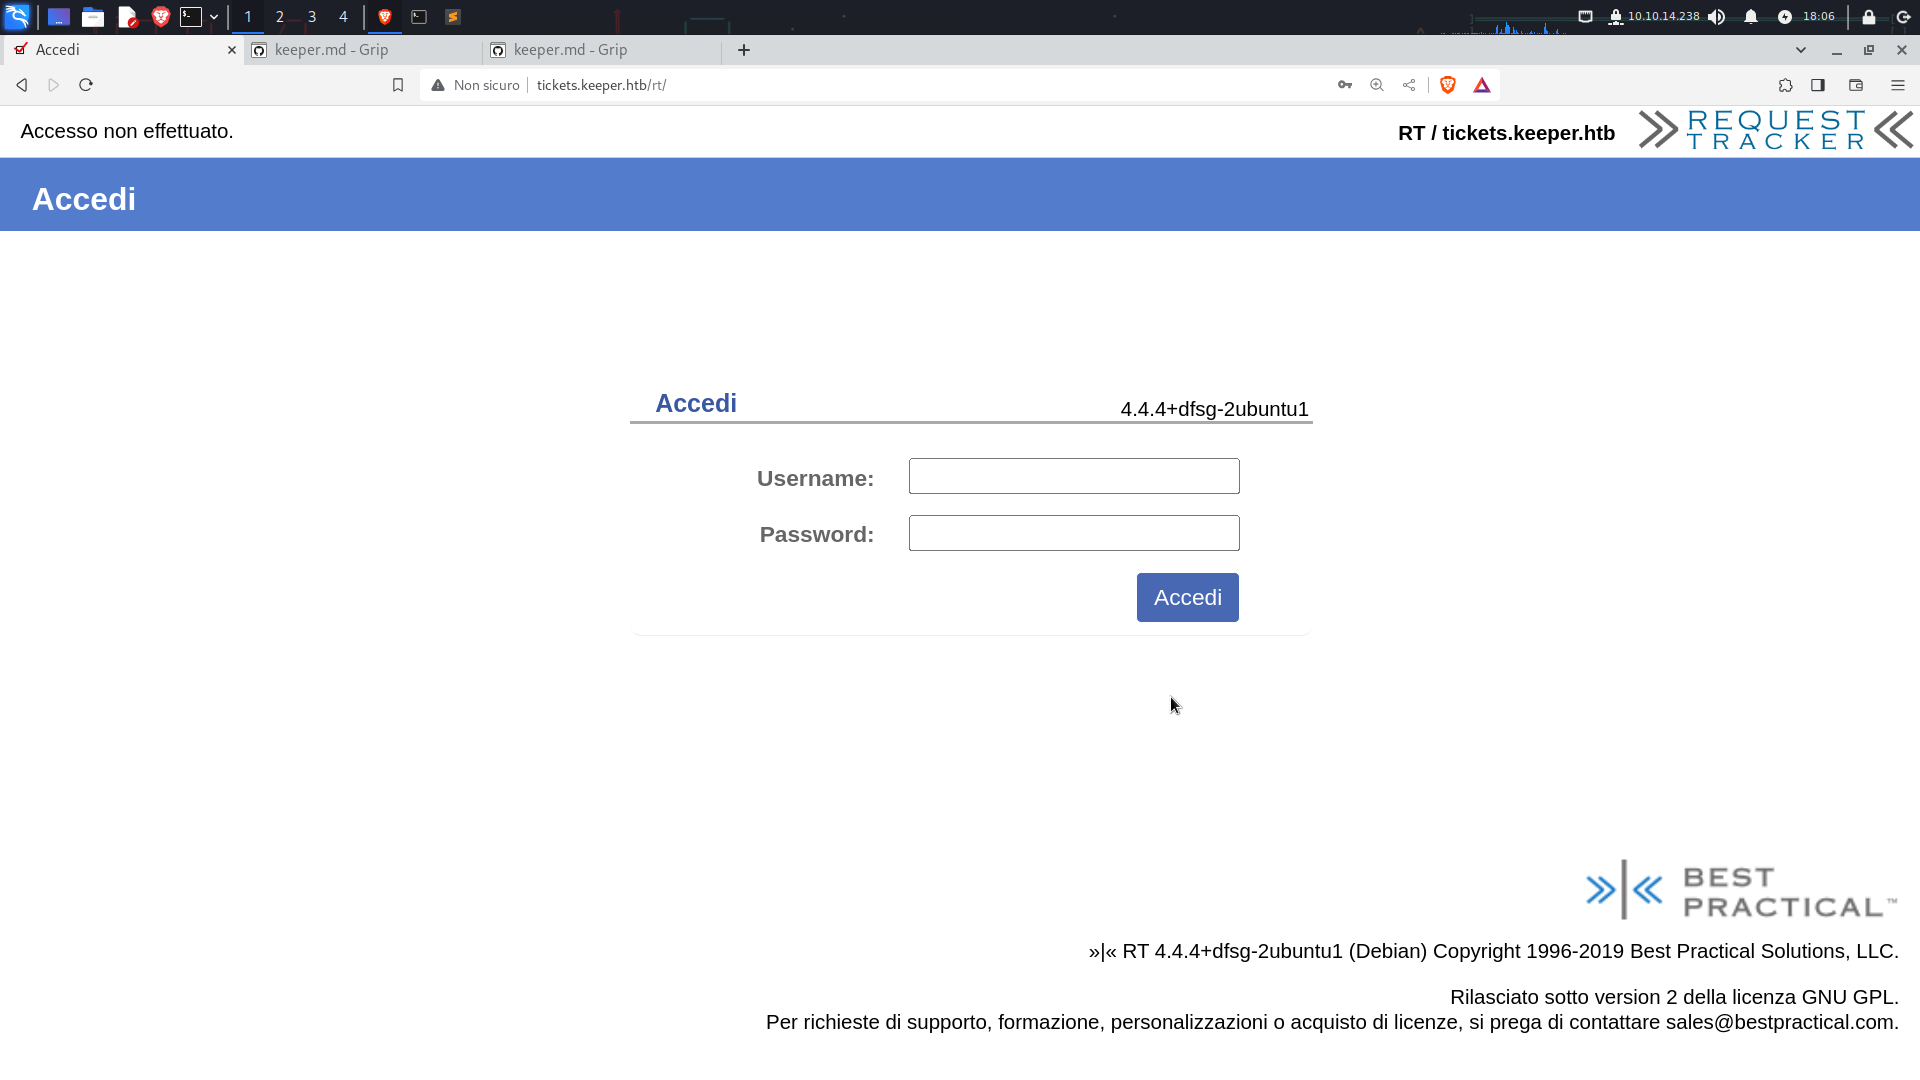 1 2 3 4 10.10.14.238 18:06
Accedi keeper.md - Grip keeper.md - Grip
Non sicuro tickets.keeper.htb/rt/
Accesso non effettuato. RT / tickets.keeper.htb REQUEST
TRACKER
Accedi
Accedi 4.4.4+dfsg-2ubuntu1
Username:
Password:
Accedi
BEST
PRACTICAL™
»|« RT 4.4.4+dfsg-2ubuntu1 (Debian) Copyright 1996-2019 Best Practical Solutions, LLC.
Rilasciato sotto version 2 della licenza GNU GPL.
Per richieste di supporto, formazione, personalizzazioni o acquisto di licenze, si prega di contattare sales@bestpractical.com.